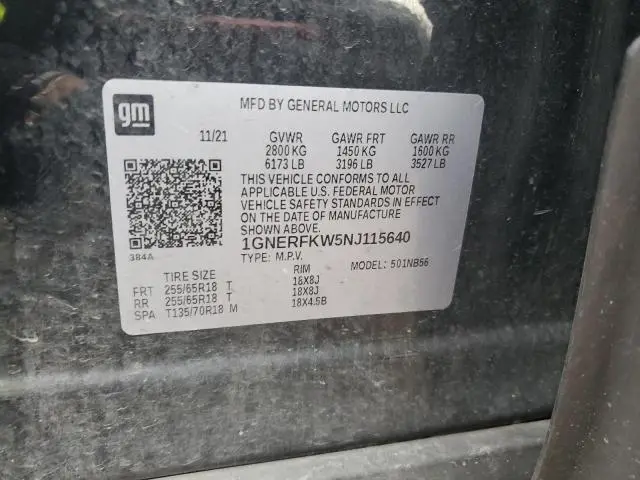 gm
MFD BY GENERAL MOTORS LLC
11/21 GVWR GAWR FRT GAWR RR
2800 KG 1450 KG 1600 KG
6173 LB 3196 LB 3527 LB
THIS VEHICLE CONFORMS TO ALL
APPLICABLE U.S. FEDERAL MOTOR
VEHICLE SAFETY STANDARDS IN
EFFECT ON THE DATE OF MANUFACTURE
SHOWN ABOVE.
1GNERFKW5NJ115640
384A
TYPE: M.P.V. MODEL: 501NB56
TIRE SIZE RIM
FRT 255/65R18 T 18X8J
RR 255/65R18 T 18X8J
SPA T135/70R18 M 18X4.5B